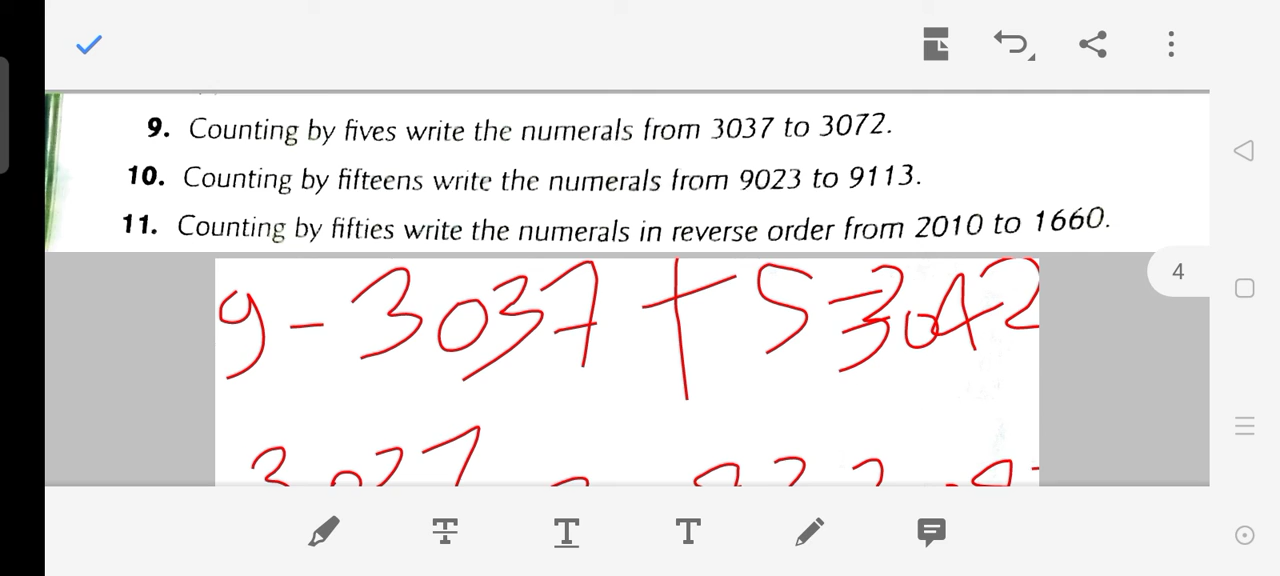 9. Counting by fives write the numerals from 3037 to 3072.
10. Counting by fifteens write the numerals from 9023 to 9113.
11. Counting by fifties write the numerals in reverse order from 2010 to 1660.
4
9-3037+5=3042